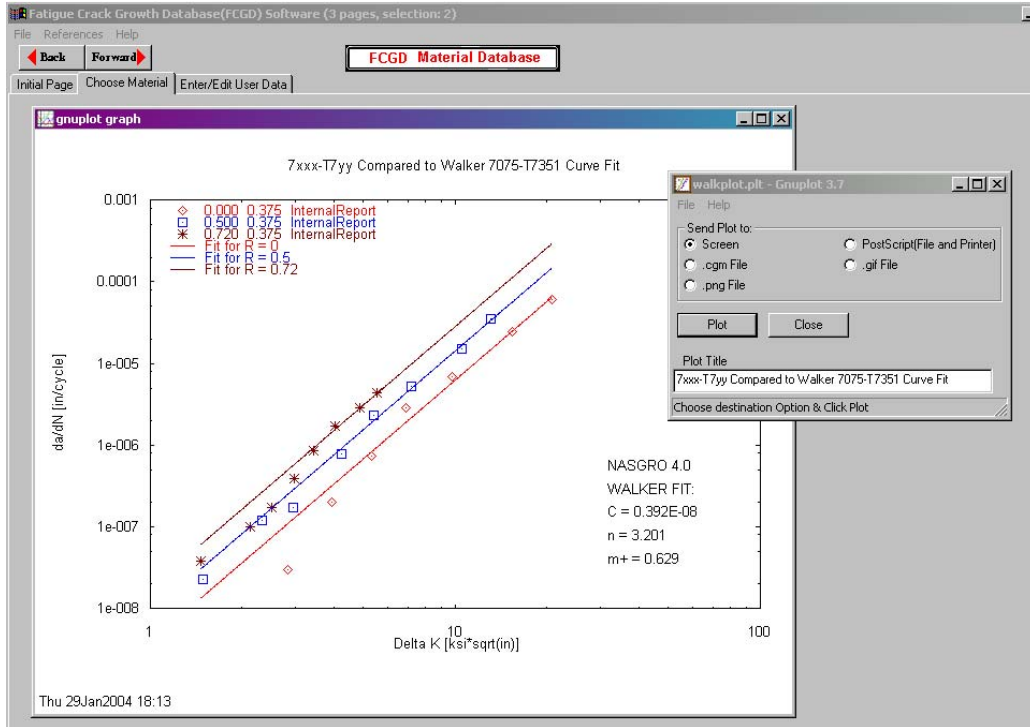 Fatigue Crack Growth Database(FCGD) Software (3 pages, selection: 2)
File References Help
Back Forward
FCGD Material Database
Initial Page Choose Material Enter/Edit User Data
gnuplot graph
7xxx-T7yy Compared to Walker 7075-T7351 Curve Fit
0.001
0.0001
1e-005
1e-006
1e-007
1e-008
da/dN [in/cycle]
0.000 0.375 InternalReport
0.500 0.375 InternalReport
0.720 0.375 InternalReport
Fit for R = 0
Fit for R = 0.5
Fit for R = 0.72
NASGRO 4.0
WALKER FIT:
C = 0.392E-08
n = 3.201
m+ = 0.629
1 10 100
Delta K [ksi*sqrt(in)]
Thu 29Jan2004 18:13
walkplot.plt - Gnuplot 3.7
File Help
Send Plot to:
Screen PostScript(File and Printer)
.cgm File .gif File
.png File
Plot Close
Plot Title
7xxx-T7yy Compared to Walker 7075-T7351 Curve Fit
Choose destination Option & Click Plot